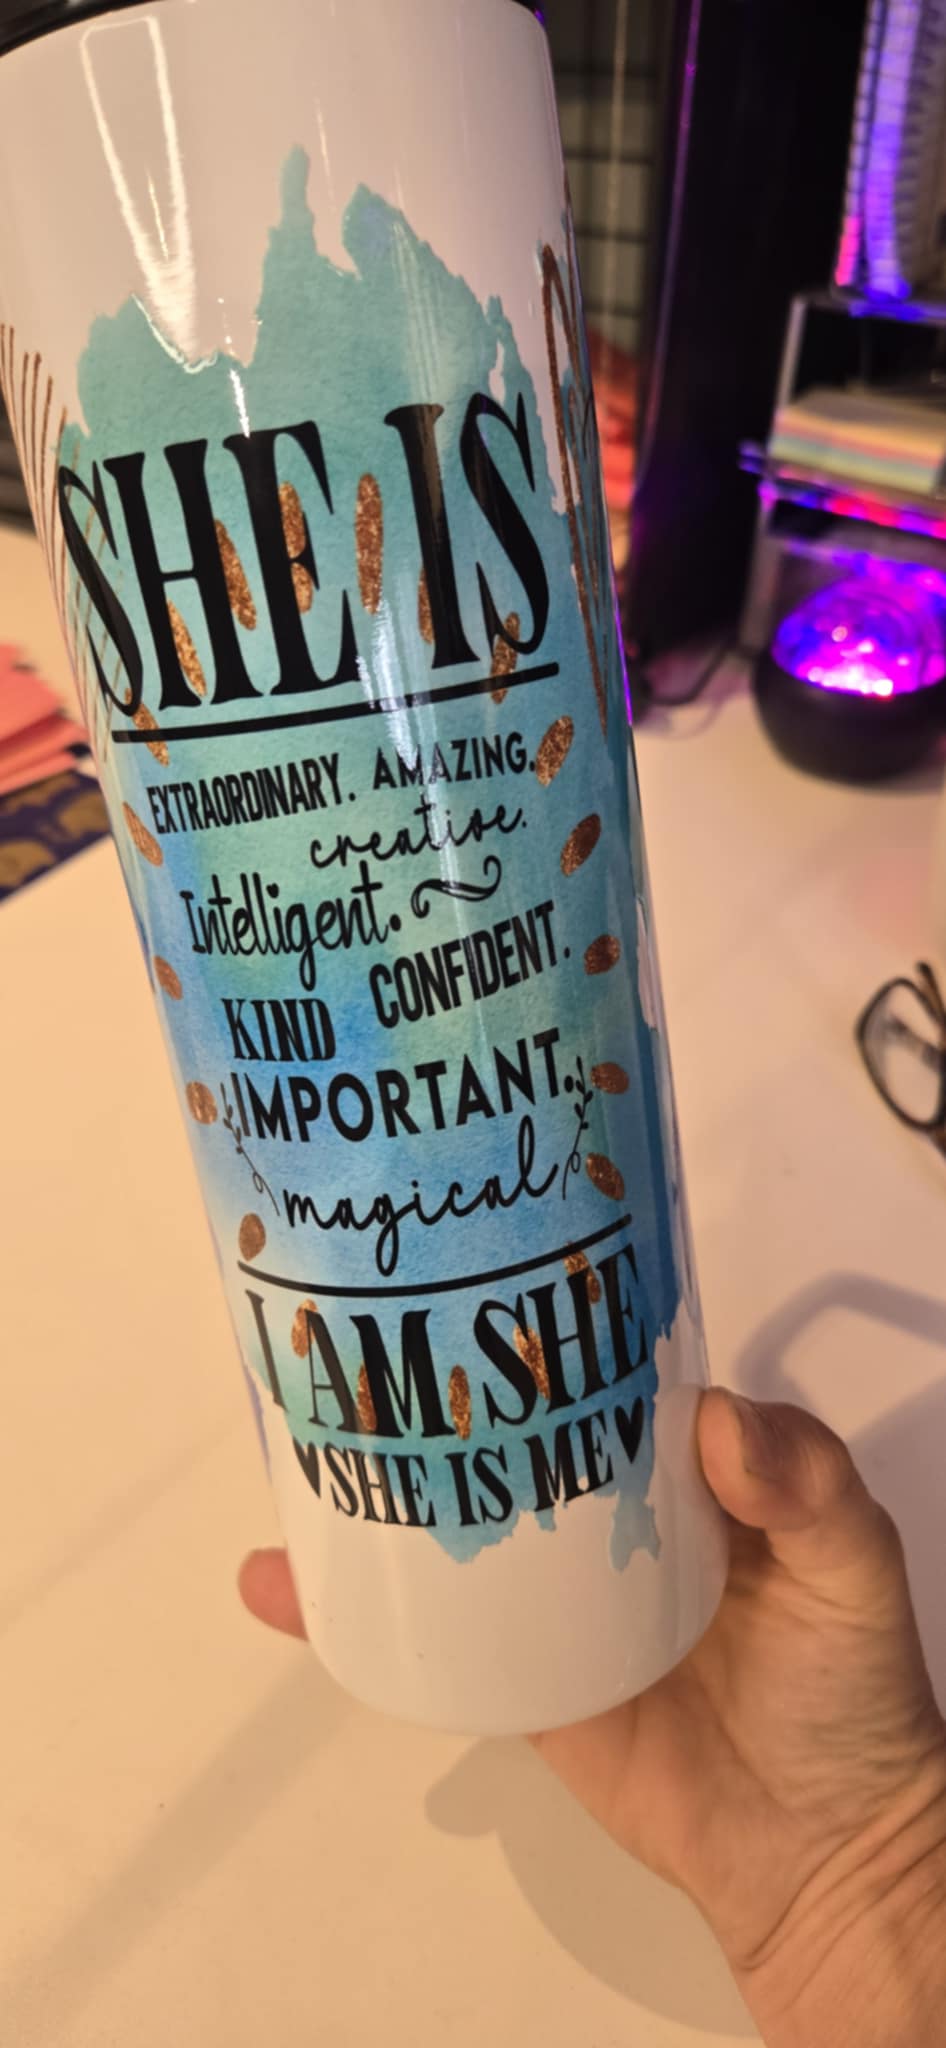 SHE IS
EXTRAORDINARY. AMAZING.
creative.
Intelligent.
CONFIDENT.
KIND
IMPORTANT.
magical
I AM SHE
SHE IS ME